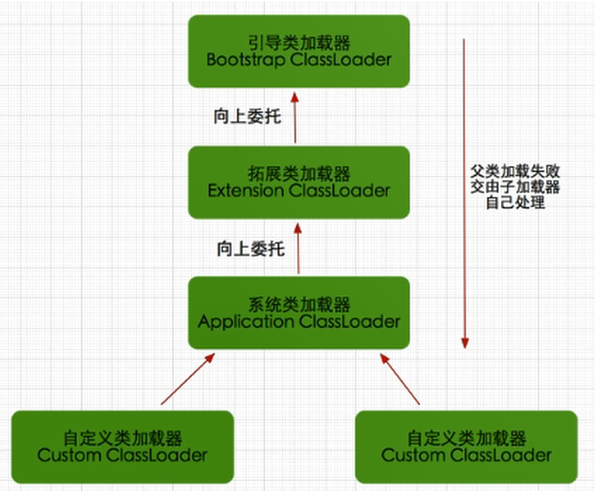 引导类加载器
Bootstrap ClassLoader
向上委托
拓展类加载器
Extension ClassLoader
父类加载失败
交由子加载器
自己处理
向上委托
系统类加载器
Application ClassLoader
自定义类加载器
Custom ClassLoader
自定义类加载器
Custom ClassLoader